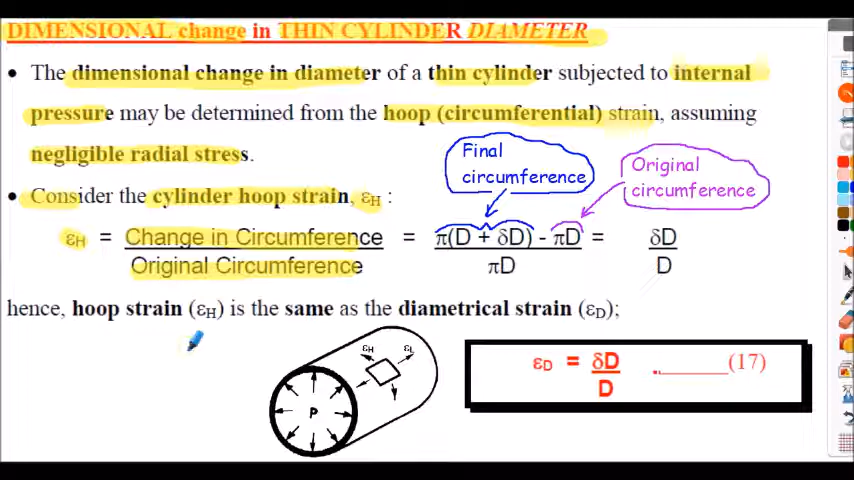 DIMENSIONAL change in THIN CYLINDER DIAMETER
• The dimensional change in diameter of a thin cylinder subjected to internal
pressure may be determined from the hoop (circumferential) strain, assuming
negligible radial stress.
Final
circumference
Original
circumference
• Consider the cylinder hoop strain, εH :
εH = Change in Circumference = π(D + δD) - πD = δD
Original Circumference πD D
hence, hoop strain (εH) is the same as the diametrical strain (εD);
εH εL
P
εD = δD ________(17)
D